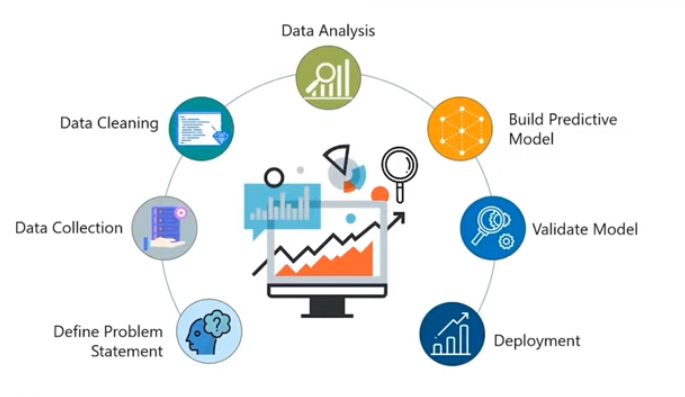 Data Analysis
Data Cleaning
Build Predictive
Model
Data Collection
Validate Model
Define Problem
Statement
Deployment